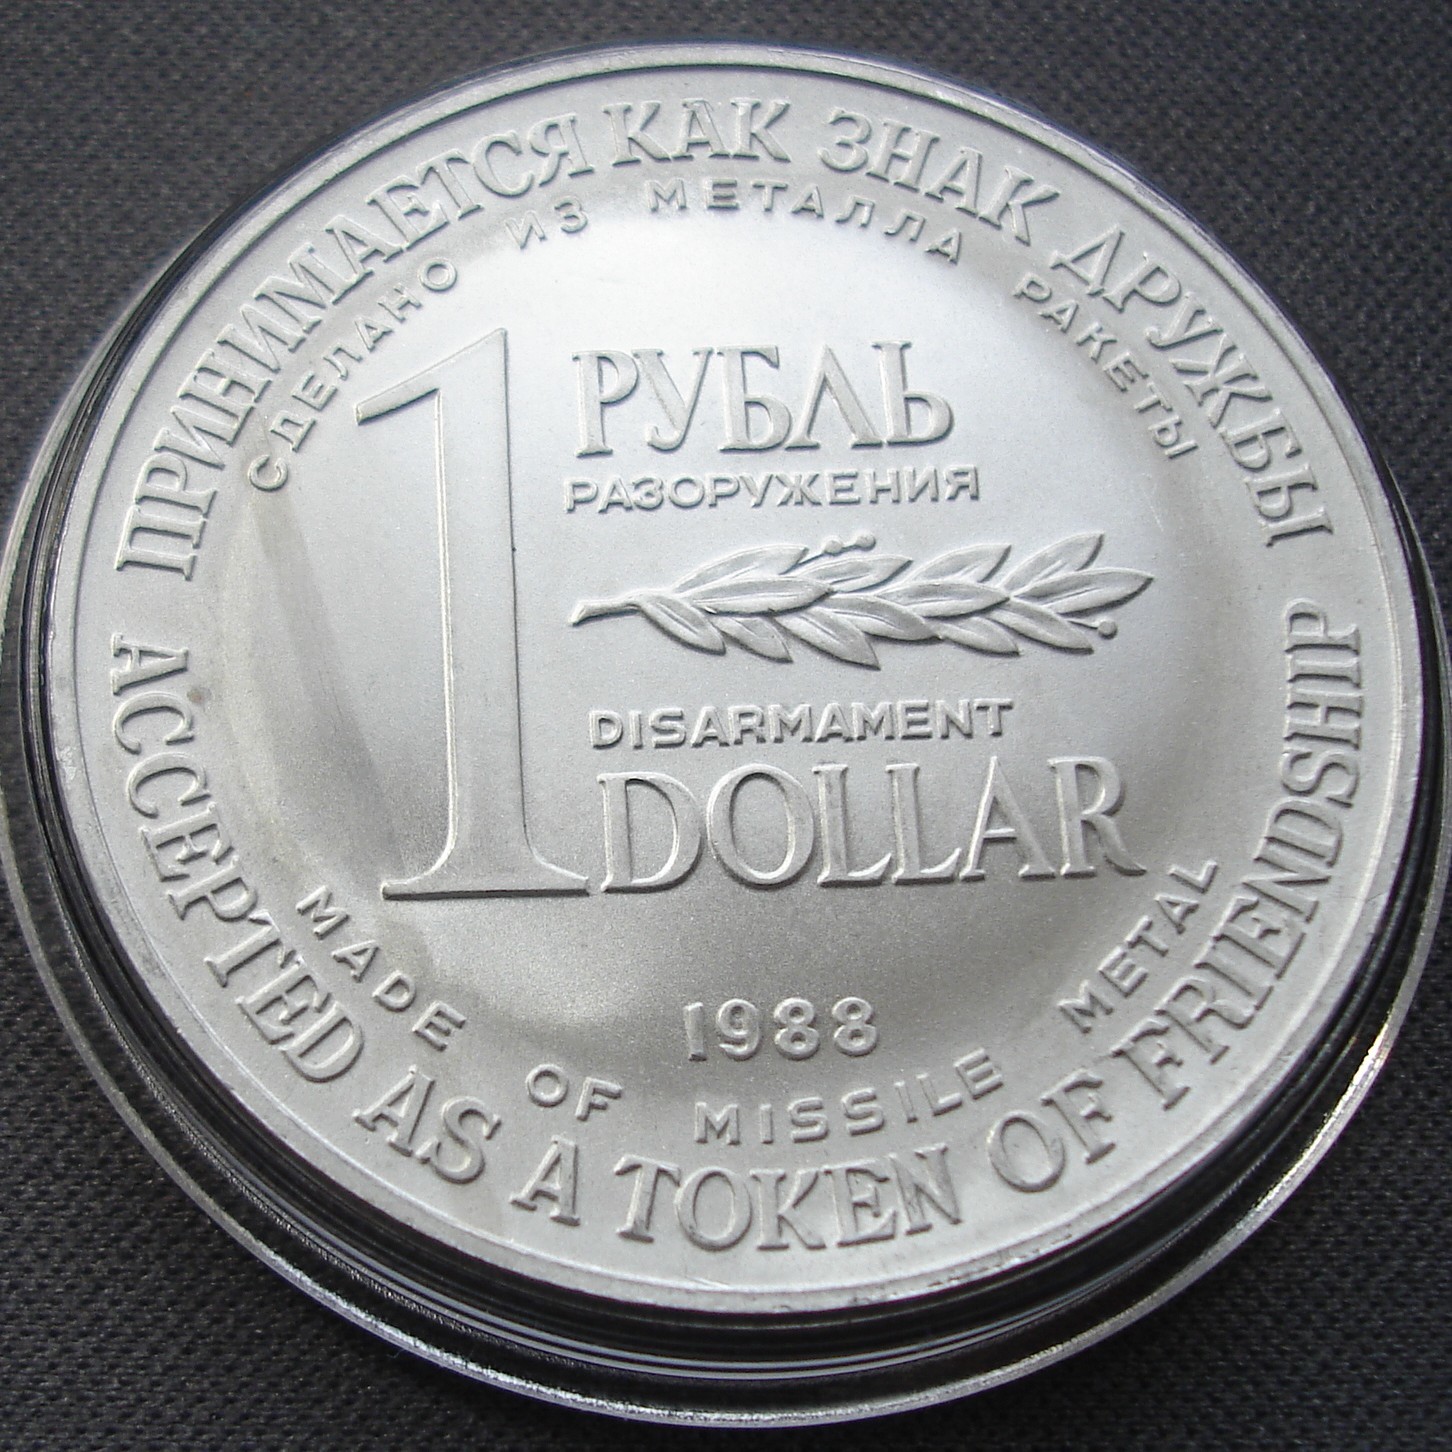 ПРИНИМАЕТСЯ КАК ЗНАК ДРУЖБЫ
СДЕЛАНО ИЗ МЕТАЛЛА РАКЕТЫ
1
РУБЛЬ
РАЗОРУЖЕНИЯ
DISARMAMENT
DOLLAR
1988
MADE OF MISSILE METAL
ACCEPTED AS A TOKEN OF FRIENDSHIP